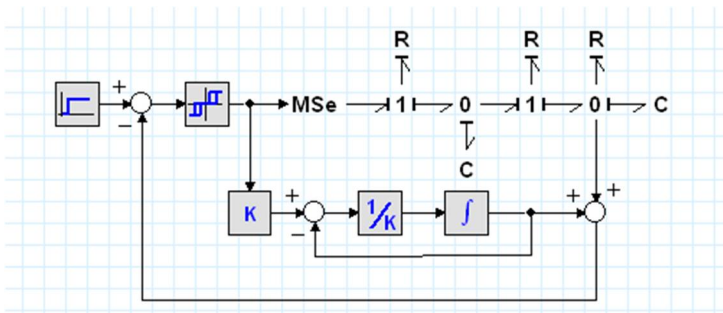 R R R
+ − MSe 1 0 1 0 C
C
K + − 1/K ∫ + +